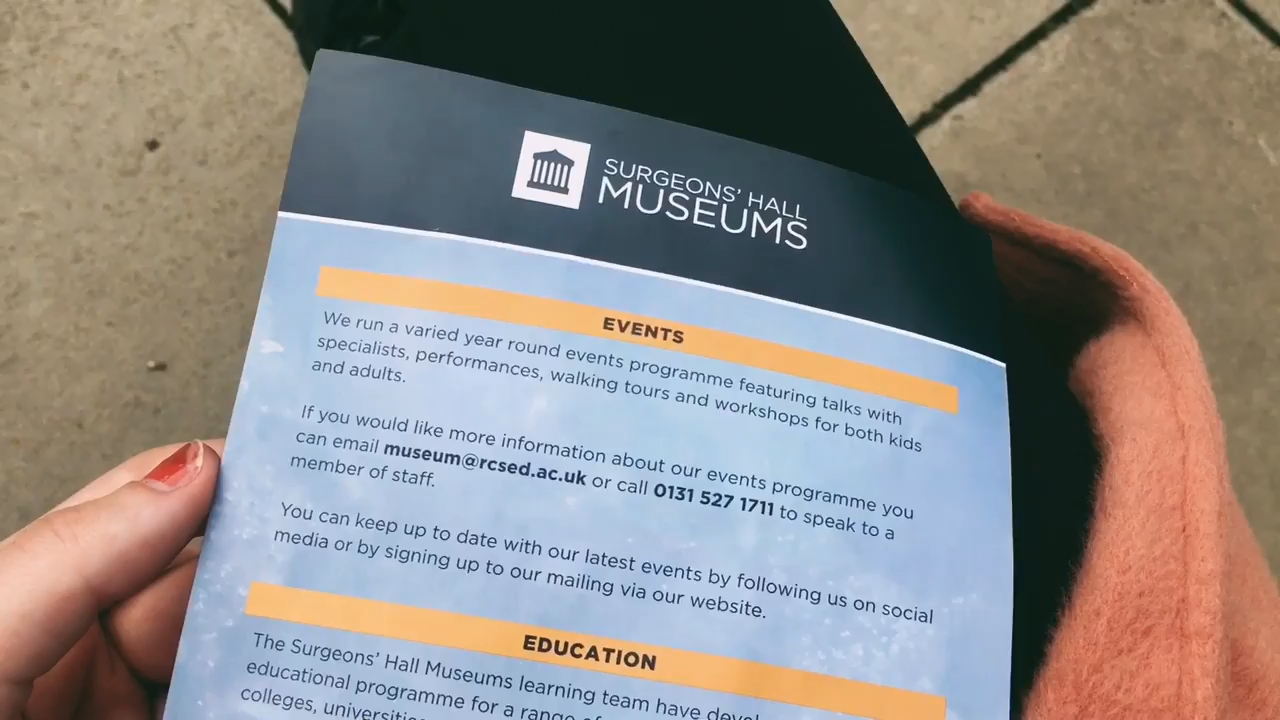 SURGEONS' HALL
MUSEUMS
EVENTS
We run a varied year round events programme featuring talks with
specialists, performances, walking tours and workshops for both kids
and adults.
If you would like more information about our events programme you
can email museum@rcsed.ac.uk or call 0131 527 1711 to speak to a
member of staff.
You can keep up to date with our latest events by following us on social
media or by signing up to our mailing via our website.
EDUCATION
The Surgeons' Hall Museums learning team have
educational programme for a range of
colleges,